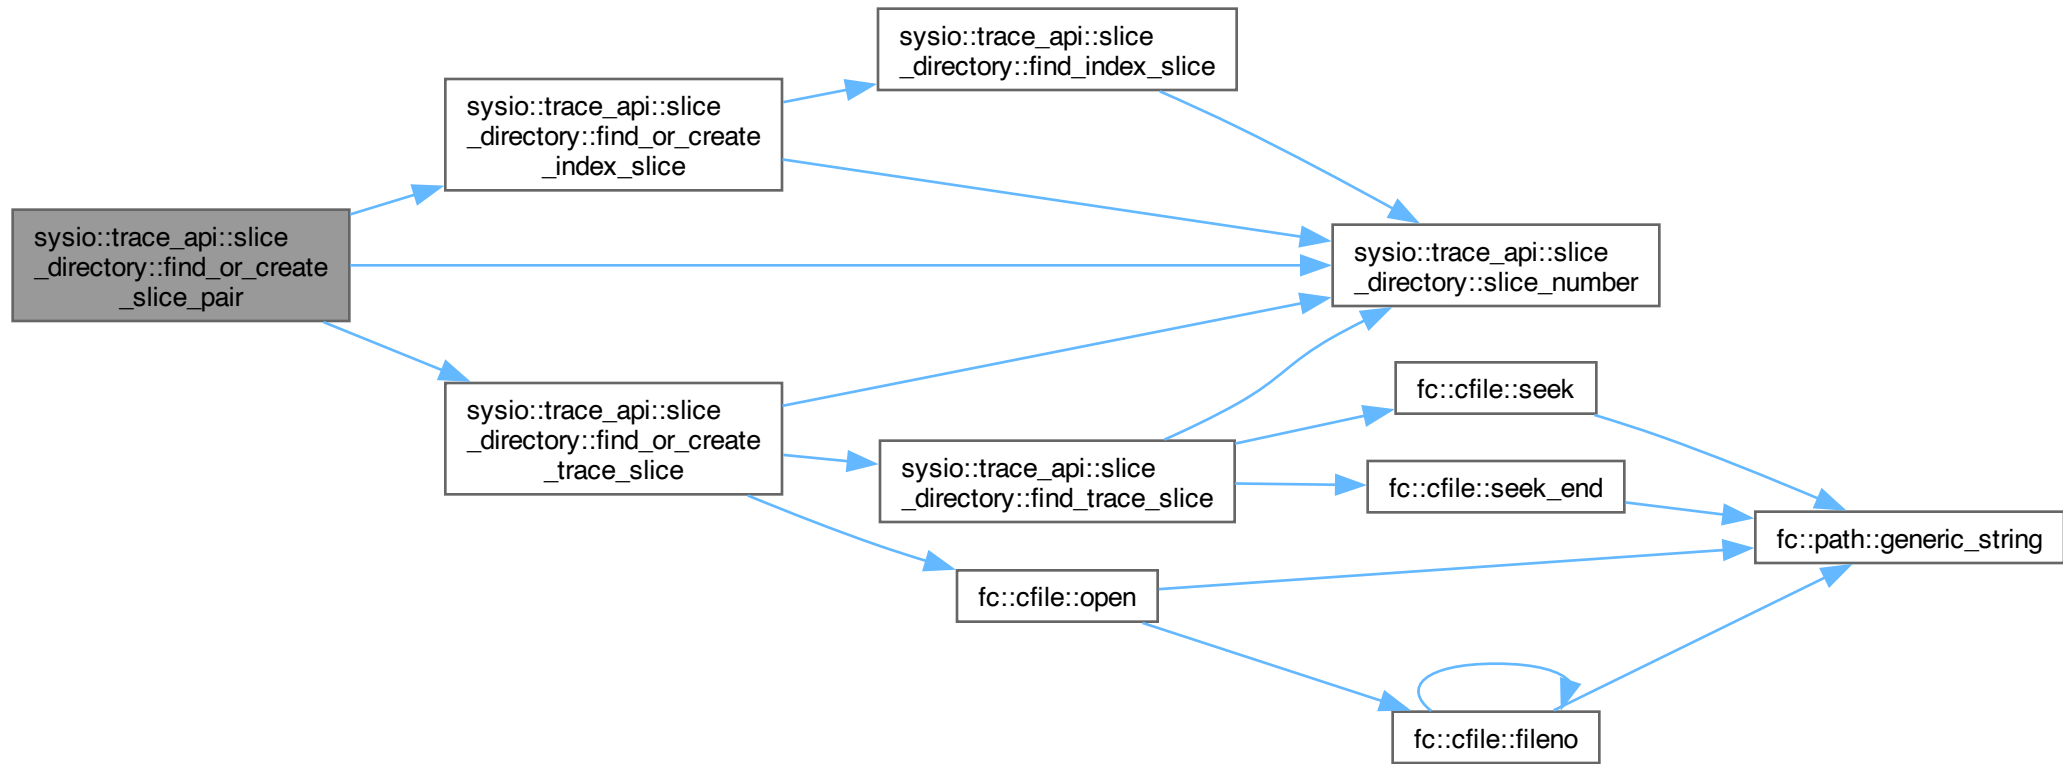 sysio::trace_api::slice
_directory::find_index_slice
sysio::trace_api::slice
_directory::find_or_create
_index_slice
sysio::trace_api::slice
_directory::find_or_create
_slice_pair
sysio::trace_api::slice
_directory::slice_number
sysio::trace_api::slice
_directory::find_or_create
_trace_slice
fc::cfile::seek
sysio::trace_api::slice
_directory::find_trace_slice
fc::cfile::seek_end
fc::path::generic_string
fc::cfile::open
fc::cfile::fileno